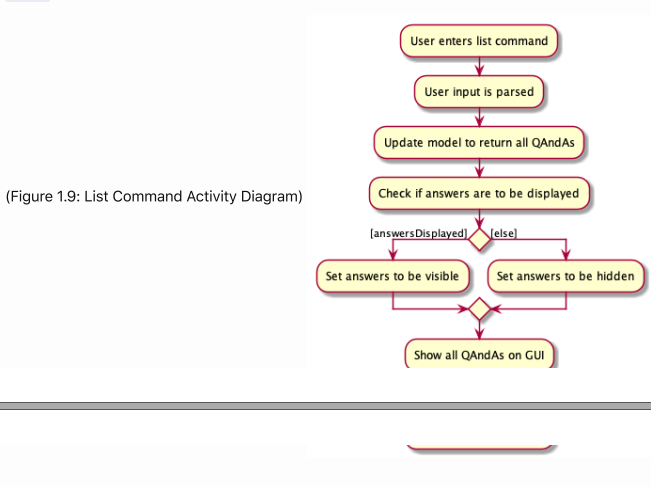 User enters list command
User input is parsed
Update model to return all QAndAs
(Figure 1.9: List Command Activity Diagram)
Check if answers are to be displayed
[answersDisplayed] [else]
Set answers to be visible
Set answers to be hidden
Show all QAndAs on GUI